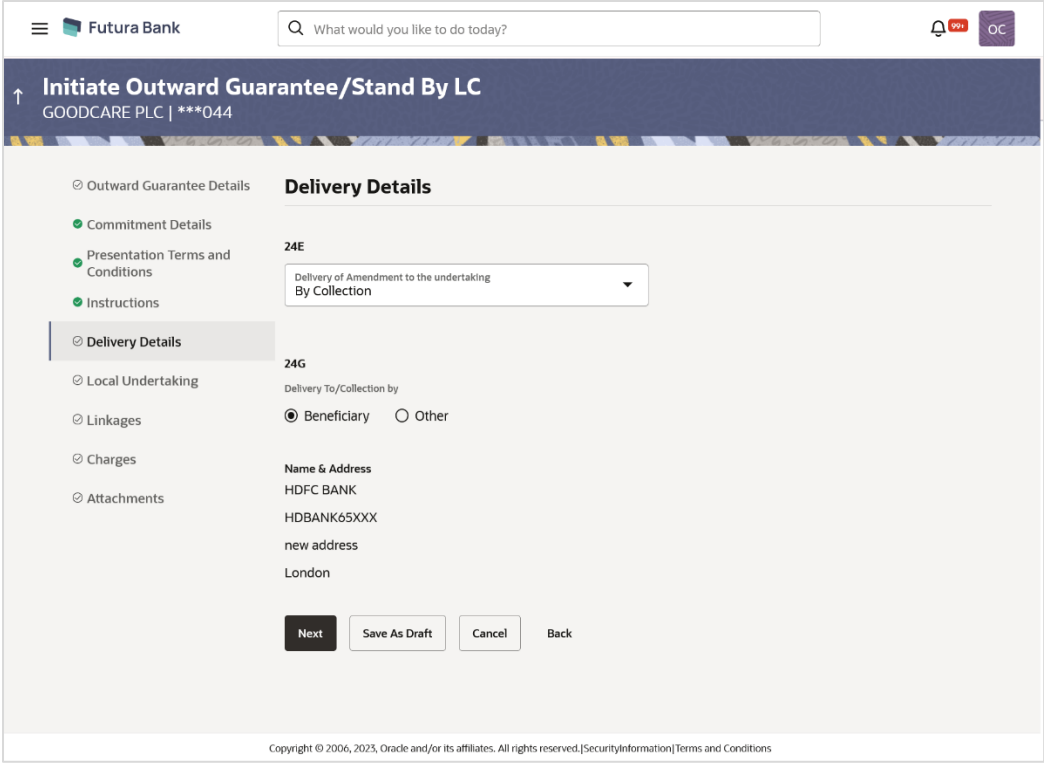 Futura Bank
What would you like to do today?
99+
OC
Initiate Outward Guarantee/Stand By LC
GOODCARE PLC | ***044
Outward Guarantee Details
Commitment Details
Presentation Terms and
Conditions
Instructions
Delivery Details
Local Undertaking
Linkages
Charges
Attachments
Delivery Details
24E
Delivery of Amendment to the undertaking
By Collection
24G
Delivery To/Collection by
Beneficiary Other
Name & Address
HDFC BANK
HDBANK65XXX
new address
London
Next Save As Draft Cancel Back
Copyright © 2006, 2023, Oracle and/or its affiliates. All rights reserved.|SecurityInformation|Terms and Conditions